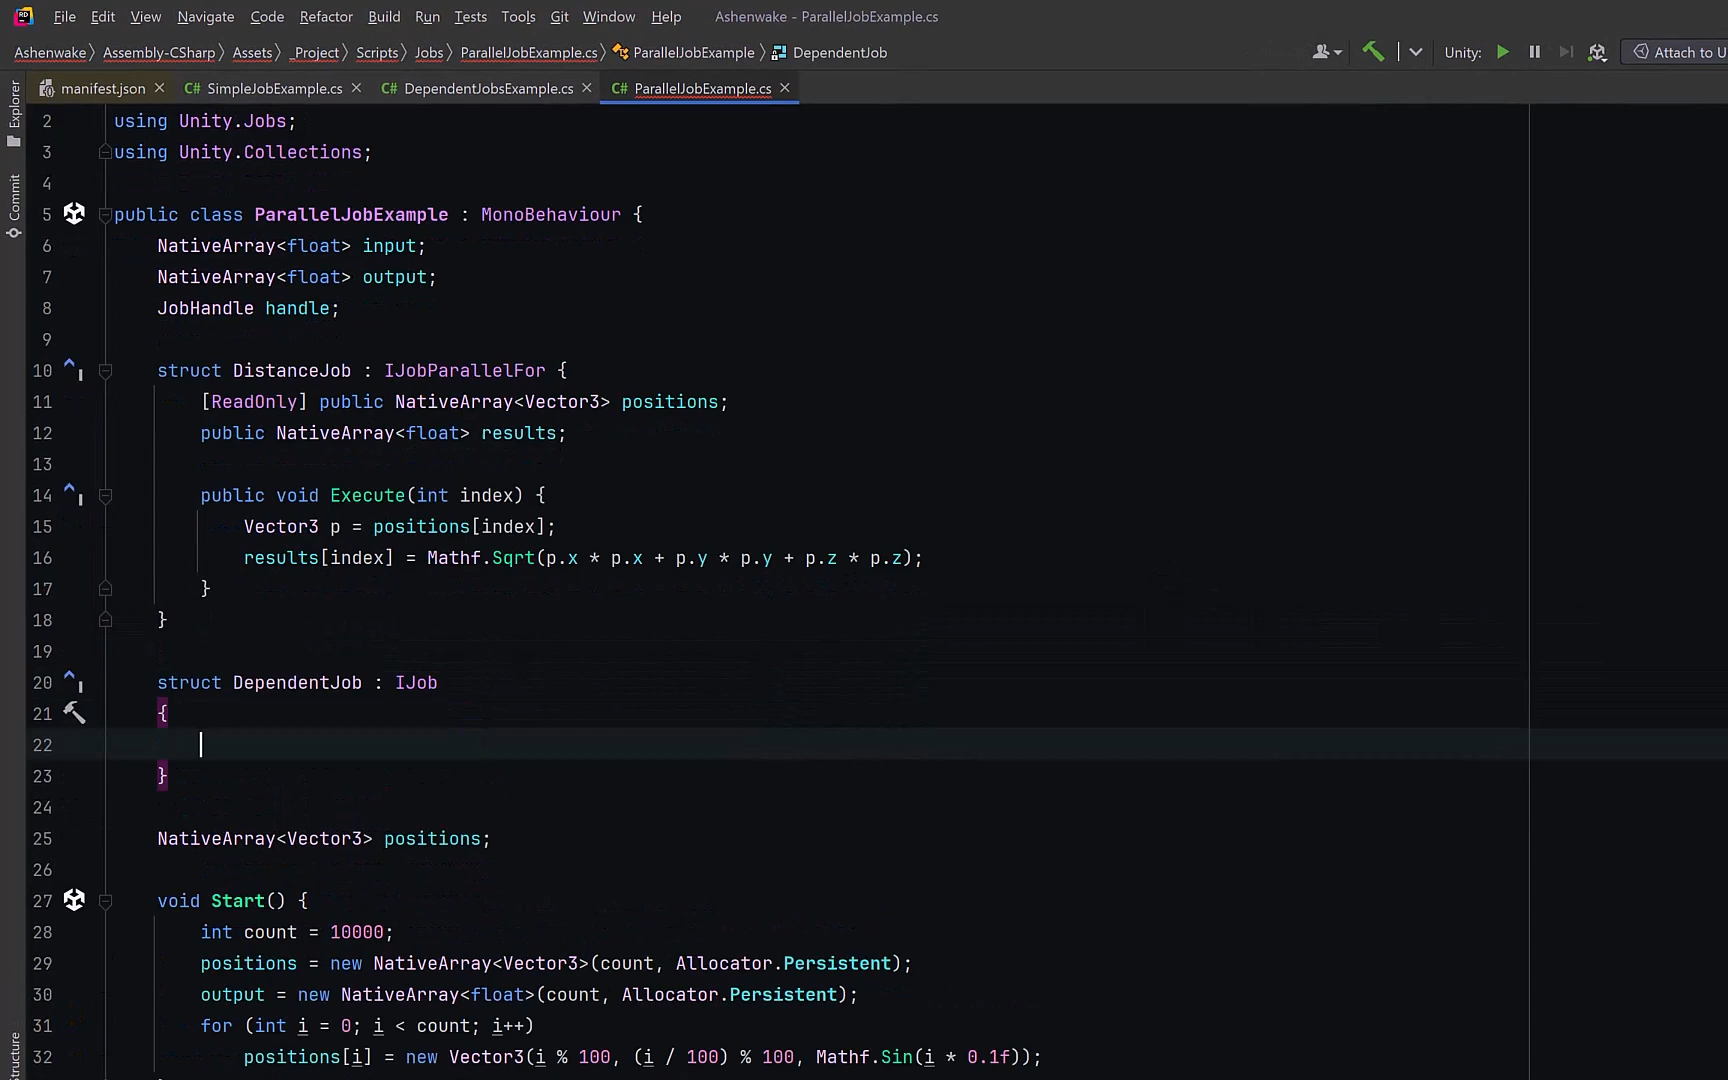 File Edit View Navigate Code Refactor Build Run Tests Tools Git Window Help Ashenwake - ParallelJobExample.cs
Ashenwake Assembly-CSharp Assets _Project Scripts Jobs ParallelJobExample.cs ParallelJobExample DependentJob Unity: Attach to U
manifest.json C# SimpleJobExample.cs C# DependentJobsExample.cs C# ParallelJobExample.cs
Explorer
Commit
Structure
2 using Unity.Jobs;
3 using Unity.Collections;
4
5 public class ParallelJobExample : MonoBehaviour {
6 NativeArray<float> input;
7 NativeArray<float> output;
8 JobHandle handle;
9
10 struct DistanceJob : IJobParallelFor {
11 [ReadOnly] public NativeArray<Vector3> positions;
12 public NativeArray<float> results;
13
14 public void Execute(int index) {
15 Vector3 p = positions[index];
16 results[index] = Mathf.Sqrt(p.x * p.x + p.y * p.y + p.z * p.z);
17 }
18 }
19
20 struct DependentJob : IJob
21 {
22
23 }
24
25 NativeArray<Vector3> positions;
26
27 void Start() {
28 int count = 10000;
29 positions = new NativeArray<Vector3>(count, Allocator.Persistent);
30 output = new NativeArray<float>(count, Allocator.Persistent);
31 for (int i = 0; i < count; i++)
32 positions[i] = new Vector3(i % 100, (i / 100) % 100, Mathf.Sin(i * 0.1f));